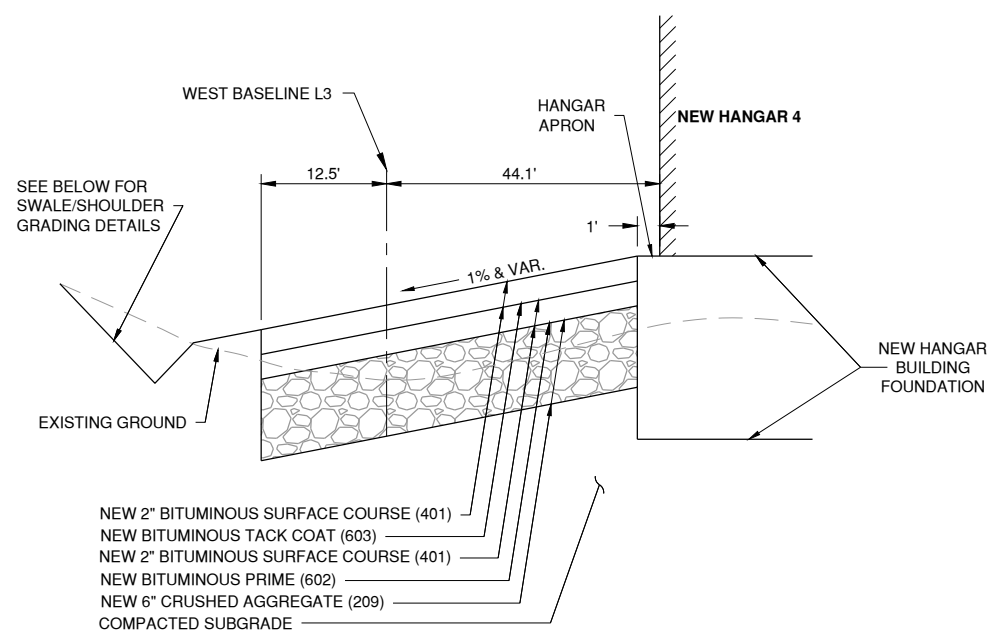 WEST BASELINE L3
HANGAR
APRON
NEW HANGAR 4
12.5'
44.1'
SEE BELOW FOR
SWALE/SHOULDER
GRADING DETAILS
1'
1% & VAR.
NEW HANGAR
BUILDING
FOUNDATION
EXISTING GROUND
NEW 2" BITUMINOUS SURFACE COURSE (401)
NEW BITUMINOUS TACK COAT (603)
NEW 2" BITUMINOUS SURFACE COURSE (401)
NEW BITUMINOUS PRIME (602)
NEW 6" CRUSHED AGGREGATE (209)
COMPACTED SUBGRADE